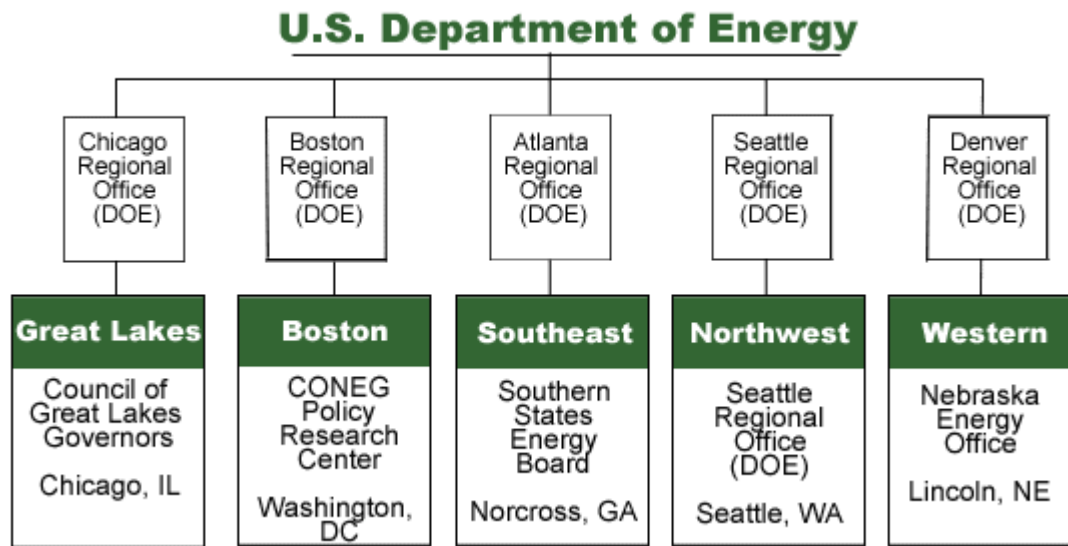 U.S. Department of Energy
Chicago
Regional
Office
(DOE)
Boston
Regional
Office
(DOE)
Atlanta
Regional
Office
(DOE)
Seattle
Regional
Office
(DOE)
Denver
Regional
Office
(DOE)
Great Lakes
Council of
Great Lakes
Governors
Chicago, IL
Boston
CONEG
Policy
Research
Center
Washington,
DC
Southeast
Southern
States
Energy
Board
Norcross, GA
Northwest
Seattle
Regional
Office
(DOE)
Seattle, WA
Western
Nebraska
Energy
Office
Lincoln, NE